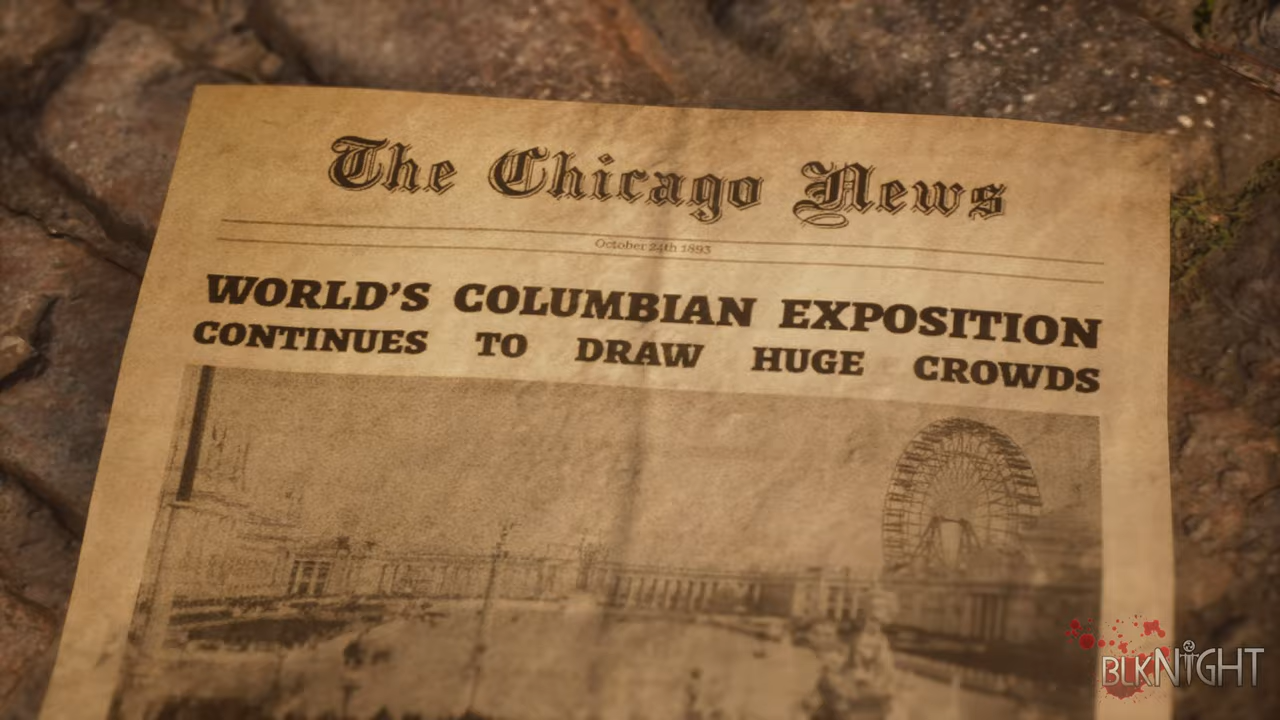 The Chicago News
October 24th 1893
WORLD'S COLUMBIAN EXPOSITION
CONTINUES TO DRAW HUGE CROWDS
BLKNiGHT